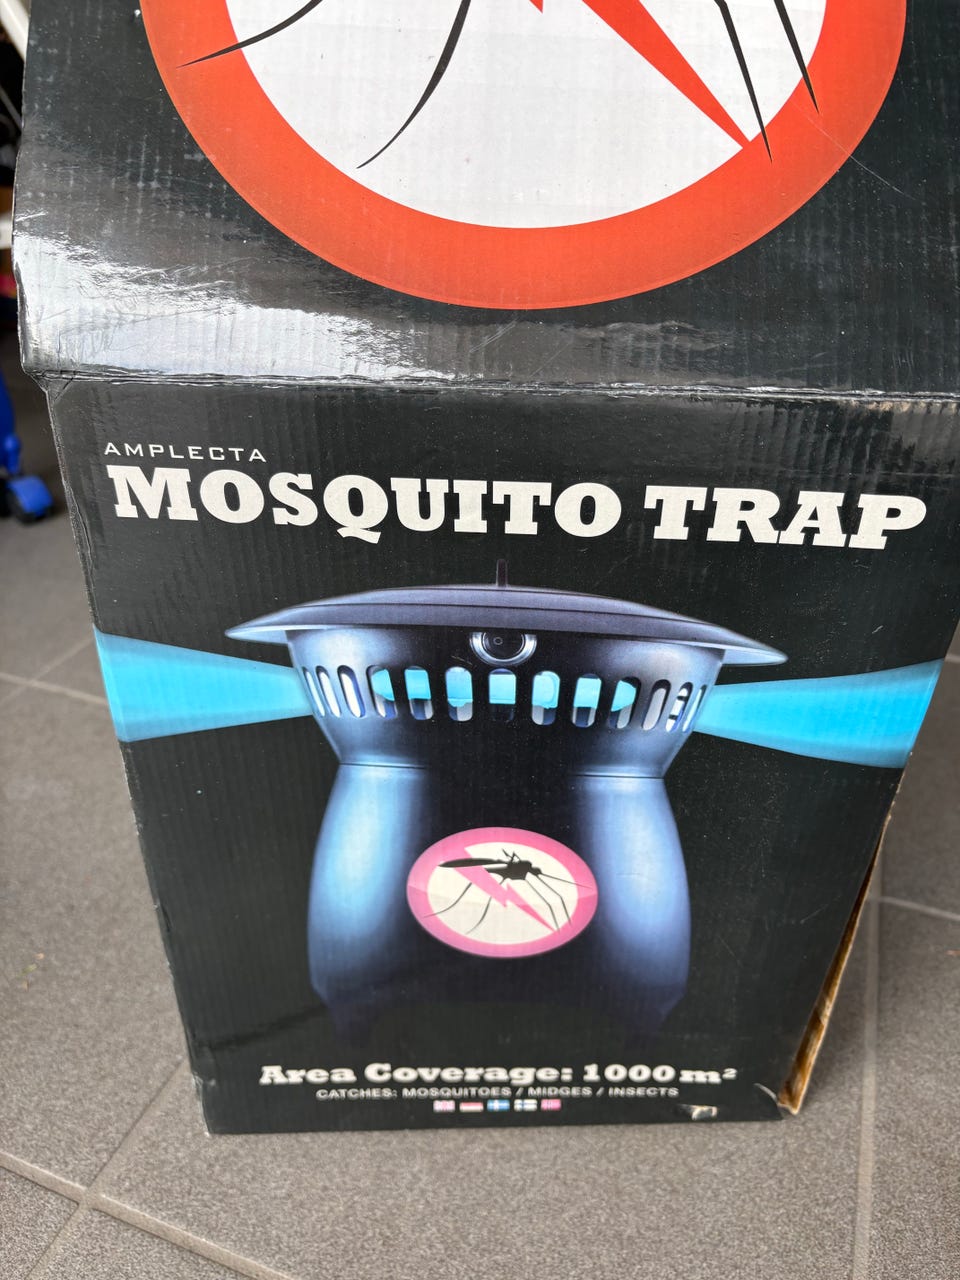 AMPLECTA
MOSQUITO TRAP
Area Coverage: 1000 m²
CATCHES: MOSQUITOES / MIDGES / INSECTS